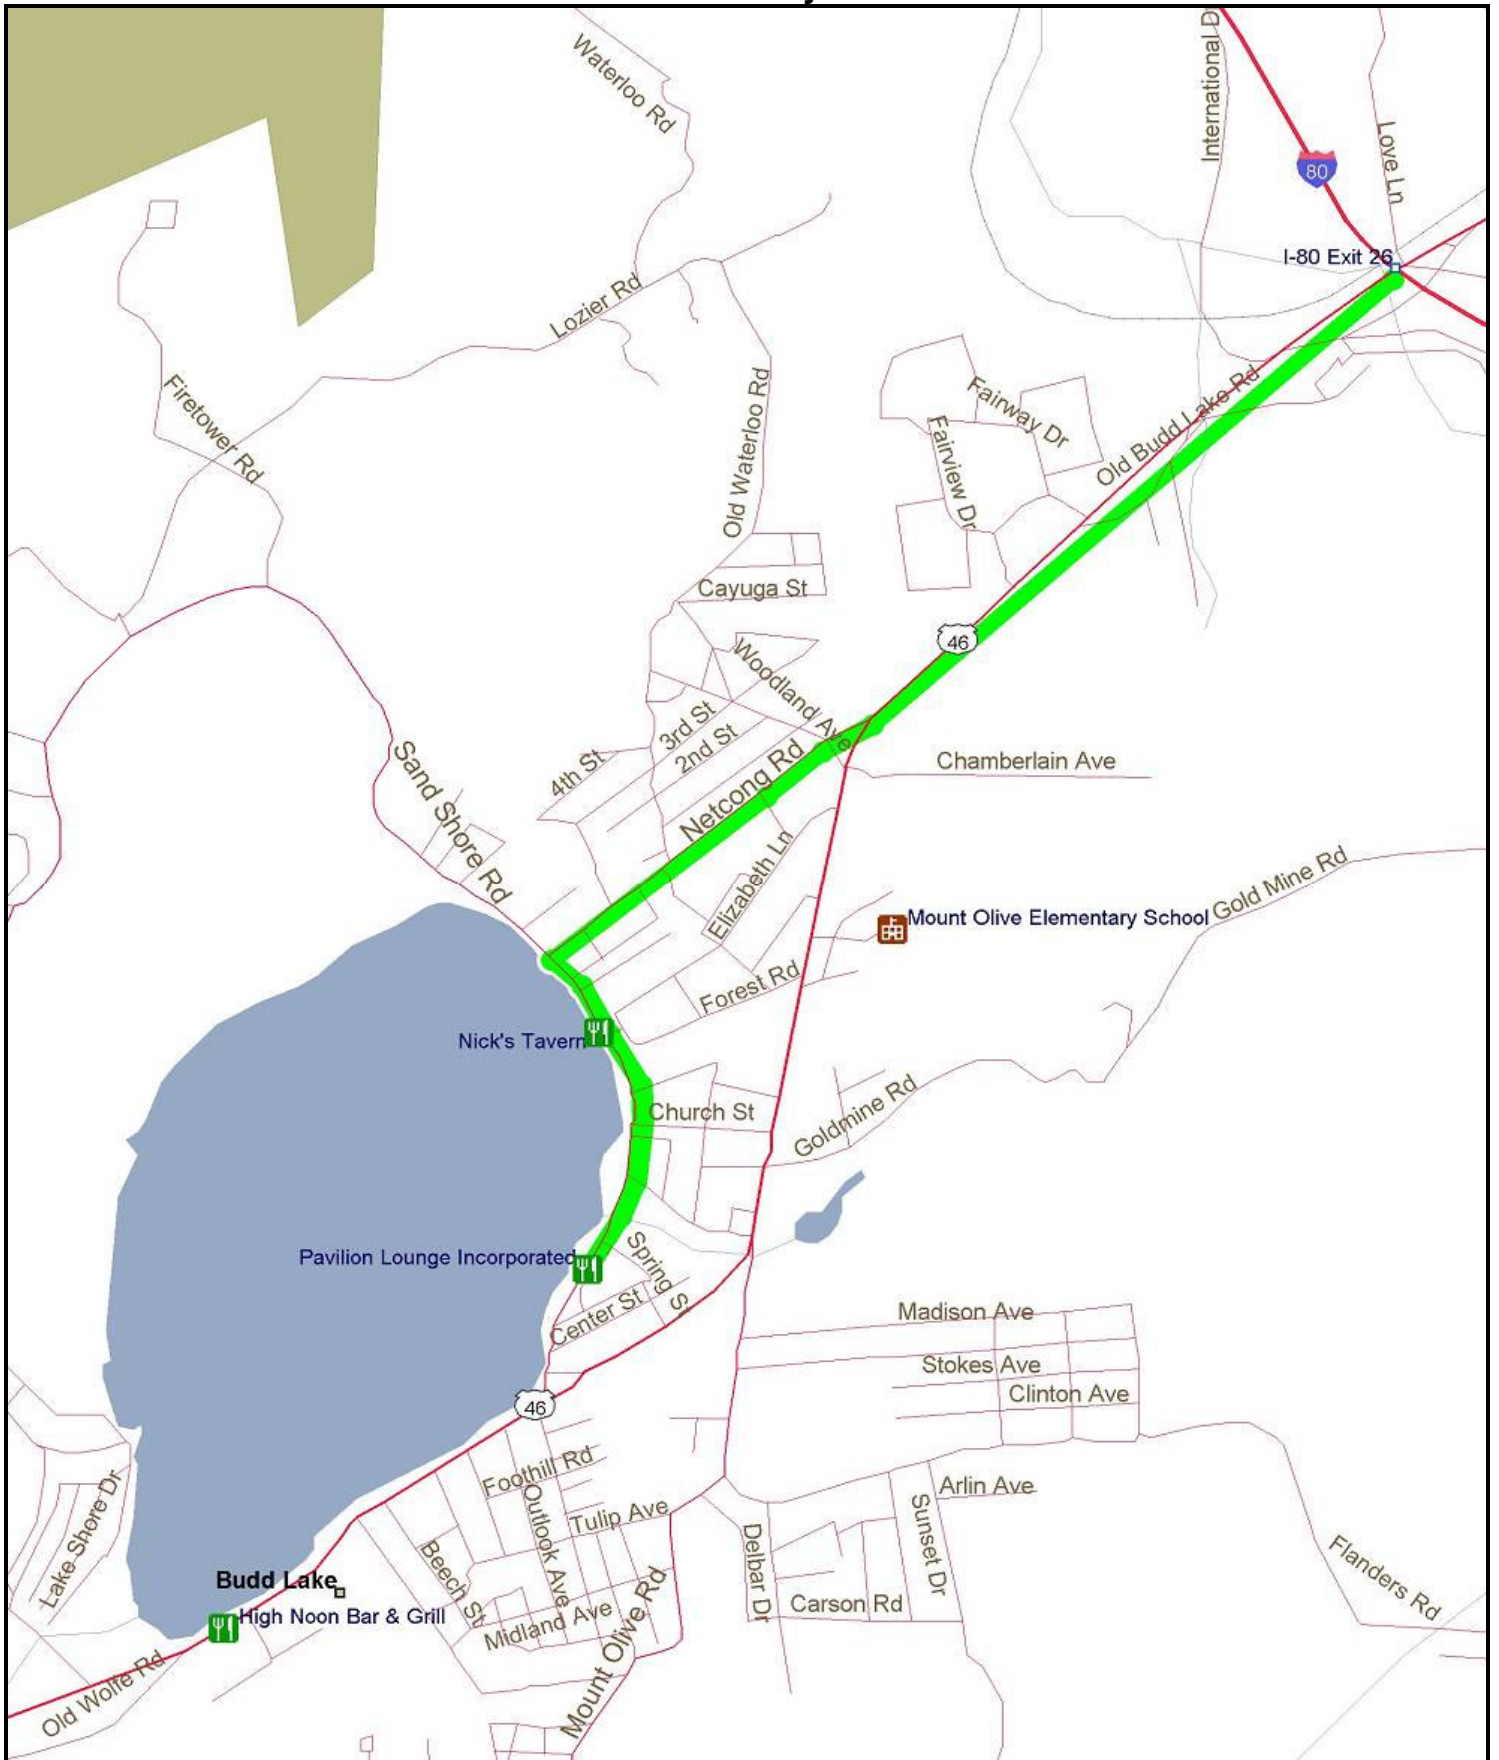 Waterloo Rd
International D
Love Ln
80
I-80 Exit 26
Lozier Rd
Firetower Rd
Old Waterloo Rd
Fairway Dr
Fairview Dr
Old Budd Lake Rd
Cayuga St
46
Woodland Ave
3rd St
2nd St
4th St
Netcong Rd
Chamberlain Ave
Sand Shore Rd
Elizabeth Ln
Gold Mine Rd
Mount Olive Elementary School
Forest Rd
Nick's Tavern
Church St
Goldmine Rd
Pavilion Lounge Incorporated
Spring S
Center St
Madison Ave
Stokes Ave
Clinton Ave
46
Foothill Rd
Outlook Ave
Tulip Ave
Arlin Ave
Sunset Dr
Delbar Dr
Lake Shore Dr
Beech St
Flanders Rd
Budd Lake
High Noon Bar & Grill
Carson Rd
Midland Ave
Mount Olive Rd
Old Wolfe Rd